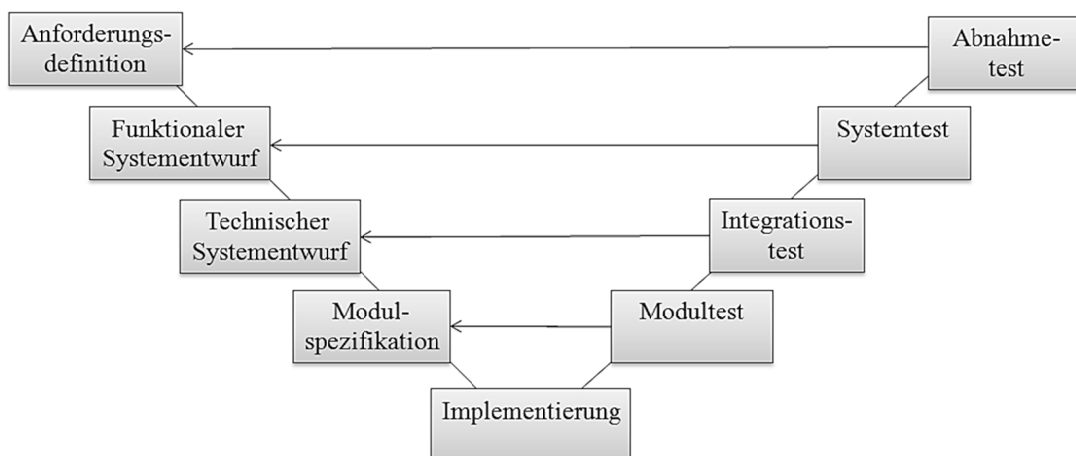 Anforderungs-
definition
Abnahme-
test
Funktionaler
Systementwurf
Systemtest
Technischer
Systementwurf
Integrations-
test
Modul-
spezifikation
Modultest
Implementierung